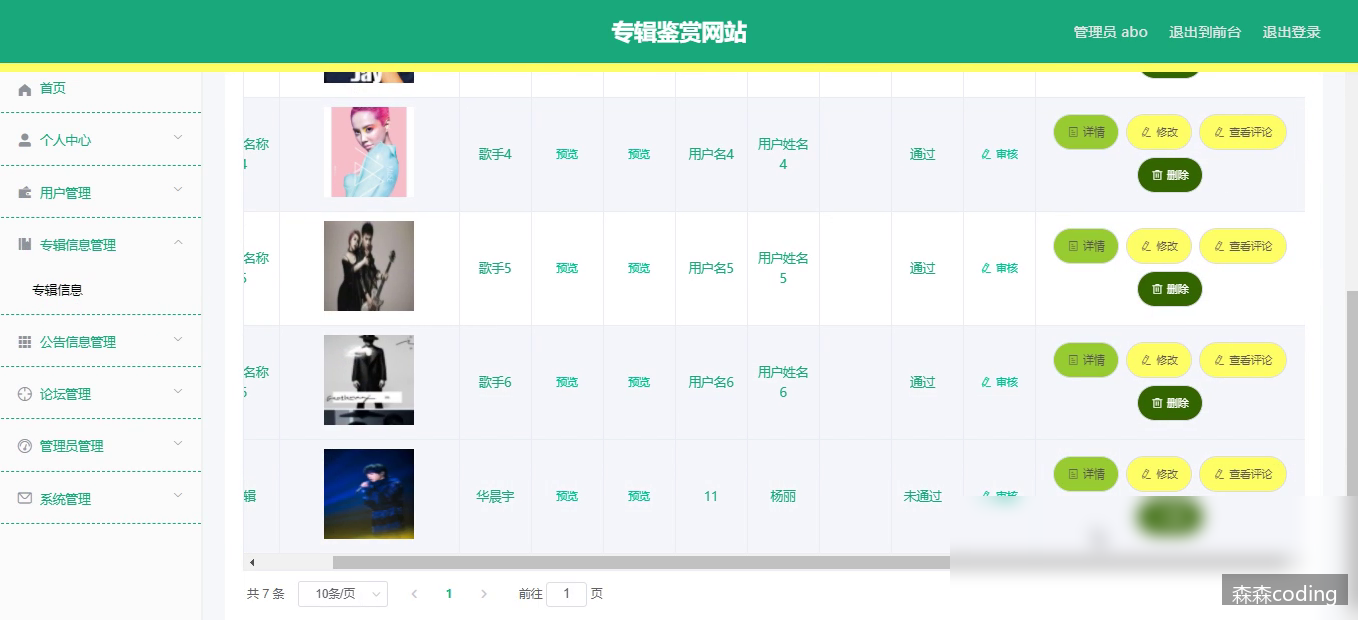 专辑鉴赏网站
管理员 abo 退出到前台 退出登录
首页
个人中心
用户管理
专辑信息管理
专辑信息
公告信息管理
论坛管理
管理员管理
系统管理
Jay
名称
4
歌手4 预览 预览 用户名4 用户姓名
4
通过 审核 详情 修改 查看评论
删除
名称
5
歌手5 预览 预览 用户名5 用户姓名
5
通过 审核 详情 修改 查看评论
删除
名称
歌手6 预览 预览 用户名6 用户姓名
6
通过 审核 详情 修改 查看评论
删除
辑 华晨宇 预览 预览 11 杨丽 未通过 审核 详情 修改 查看评论
共 7 条 10条/页 1 前往 1 页
森森coding